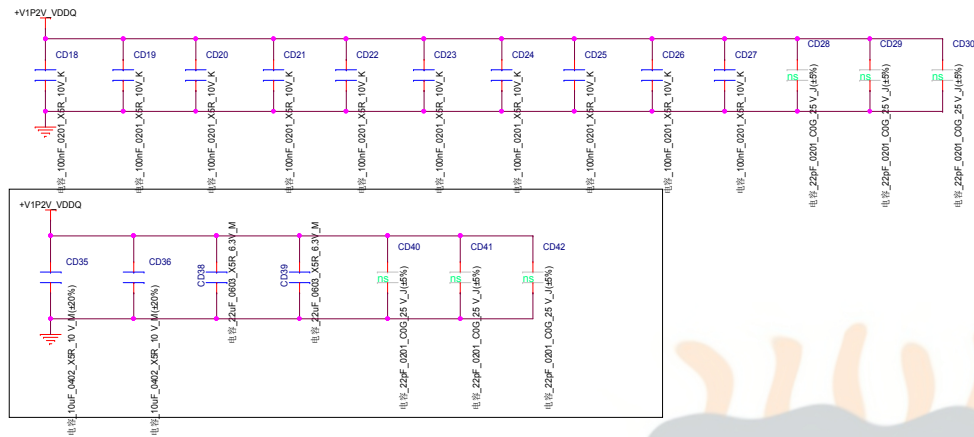 +V1P2V_VDDQ
CD18
电容_100nF_0201_X5R_10V_K
CD19
电容_100nF_0201_X5R_10V_K
CD20
电容_100nF_0201_X5R_10V_K
CD21
电容_100nF_0201_X5R_10V_K
CD22
电容_100nF_0201_X5R_10V_K
CD23
电容_100nF_0201_X5R_10V_K
CD24
电容_100nF_0201_X5R_10V_K
CD25
电容_100nF_0201_X5R_10V_K
CD26
电容_100nF_0201_X5R_10V_K
CD27
电容_100nF_0201_X5R_10V_K
CD28
ns
电容_22pF_0201_C0G_25 V_J(±5%)
CD29
ns
电容_22pF_0201_C0G_25 V_J(±5%)
CD30
ns
电容_22pF_0201_C0G_25 V_J(±5%)
+V1P2V_VDDQ
CD35
电容_10uF_0402_X5R_10 V_M(±20%)
CD36
电容_10uF_0402_X5R_10 V_M(±20%)
CD38
电容_22uF_0603_X5R_6.3V_M
CD39
电容_22uF_0603_X5R_6.3V_M
CD40
ns
电容_22pF_0201_C0G_25 V_J(±5%)
CD41
ns
电容_22pF_0201_C0G_25 V_J(±5%)
CD42
ns
电容_22pF_0201_C0G_25 V_J(±5%)